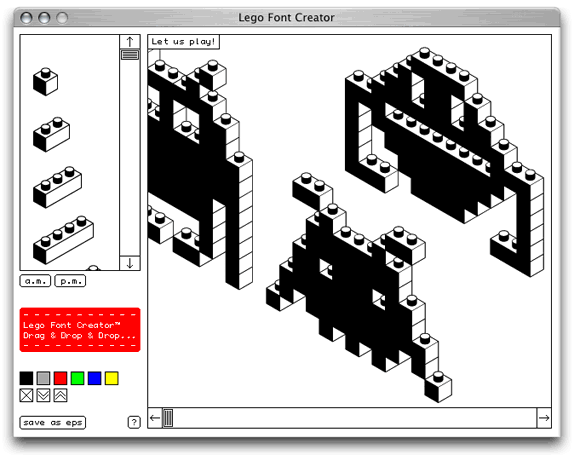 Lego Font Creator
Let us play!
a.m.
p.m.
Lego Font Creator™
Drag & Drop & Drop...
save as eps
?